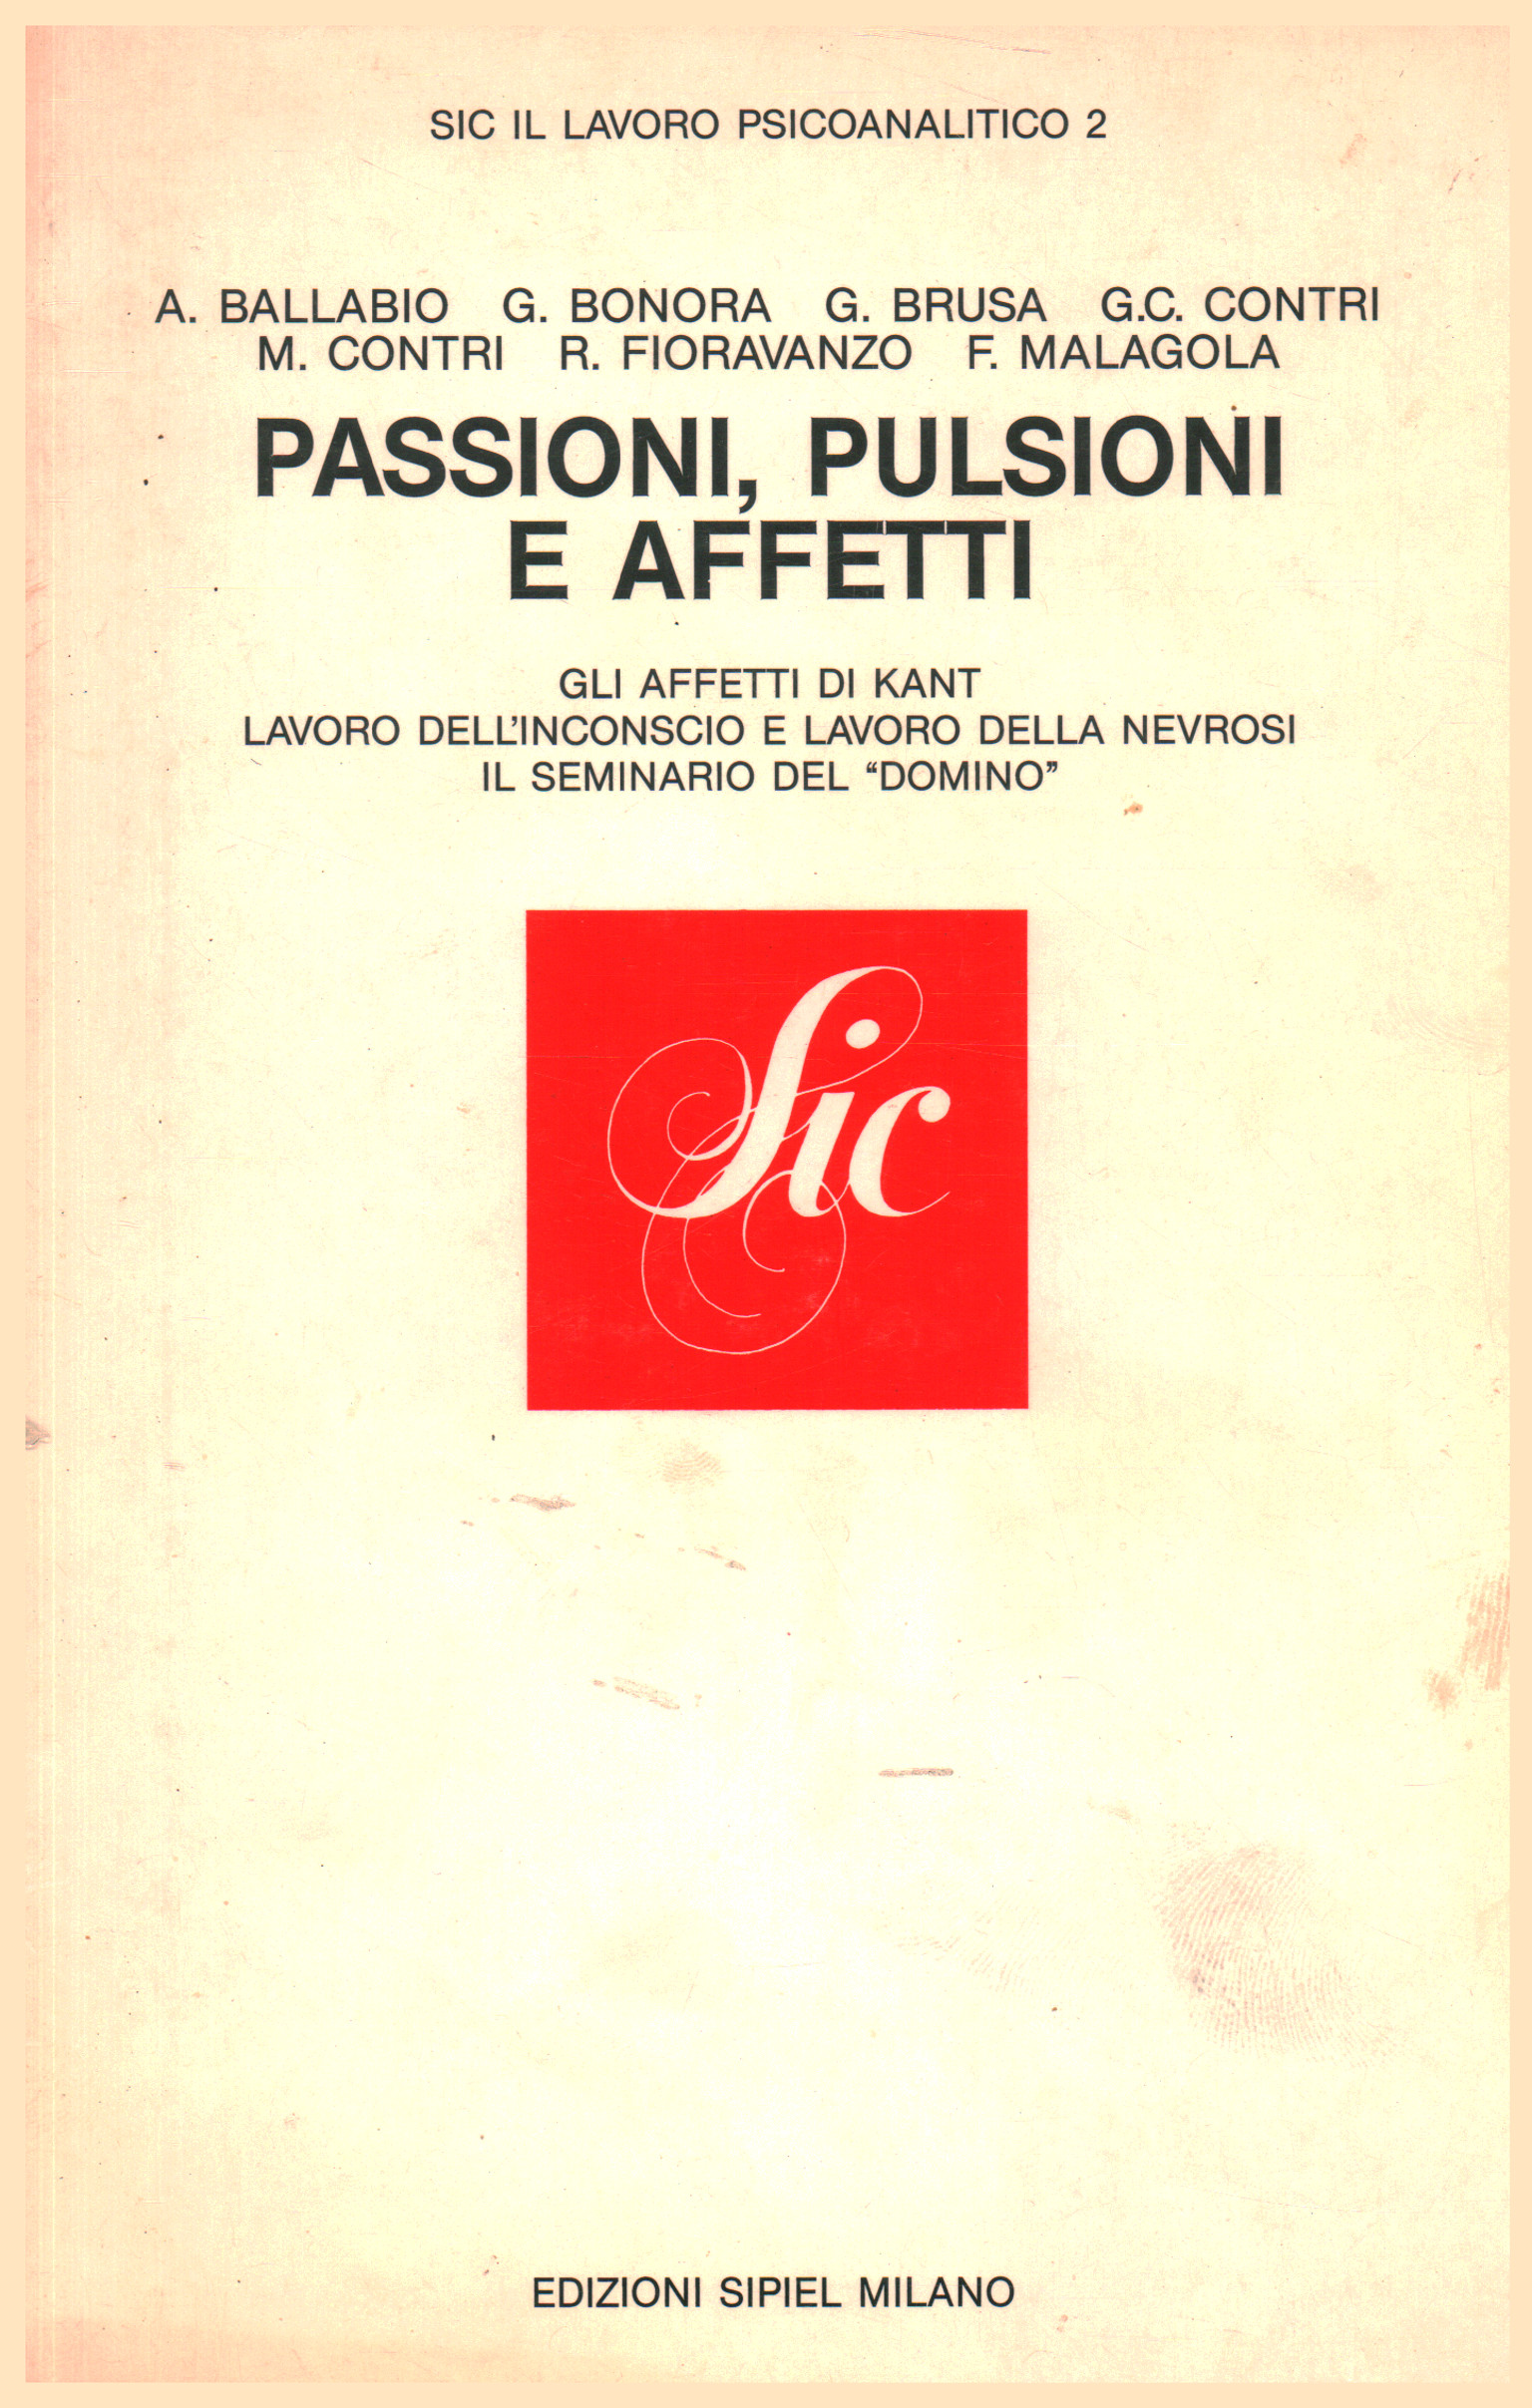 SIC IL LAVORO PSICOANALITICO 2
A. BALLABIO G. BONORA G. BRUSA G.C. CONTRI
M. CONTRI R. FIORAVANZO F. MALAGOLA
PASSIONI, PULSIONI
E AFFETTI
GLI AFFETTI DI KANT
LAVORO DELL'INCONSCIO E LAVORO DELLA NEVROSI
IL SEMINARIO DEL “DOMINO”
Sic
EDIZIONI SIPIEL MILANO